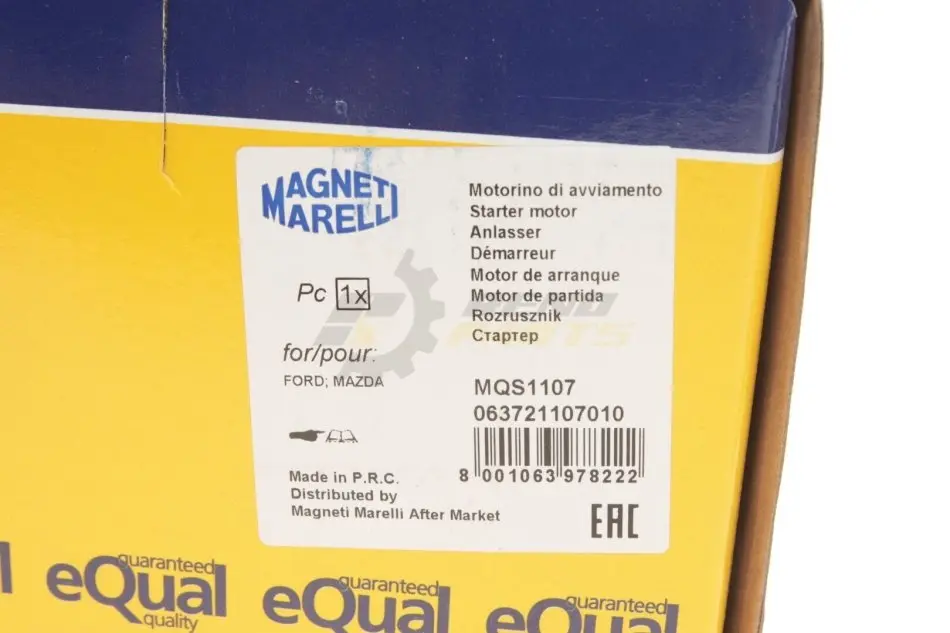 MAGNETI
MARELLI
Pc 1x
for/pour:
FORD; MAZDA
Made in P.R.C.
Distributed by
Magneti Marelli After Market
Motorino di avviamento
Starter motor
Anlasser
Démarreur
Motor de arranque
Motor de partida
Rozrusznik
Стартер
MQS1107
063721107010
8 001063 978222
EAC
guaranteed
eQual
quality
guaranteed
eQual
guaranteed
eQual